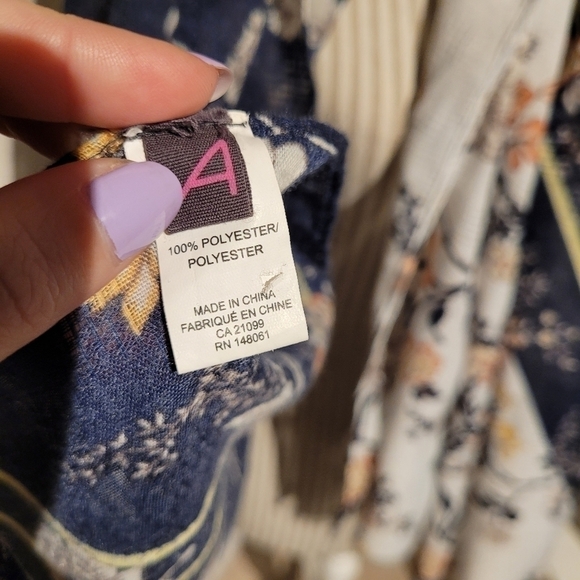 A
100% POLYESTER/
POLYESTER
MADE IN CHINA
FABRIQUÉ EN CHINE
CA 21099
RN 148061